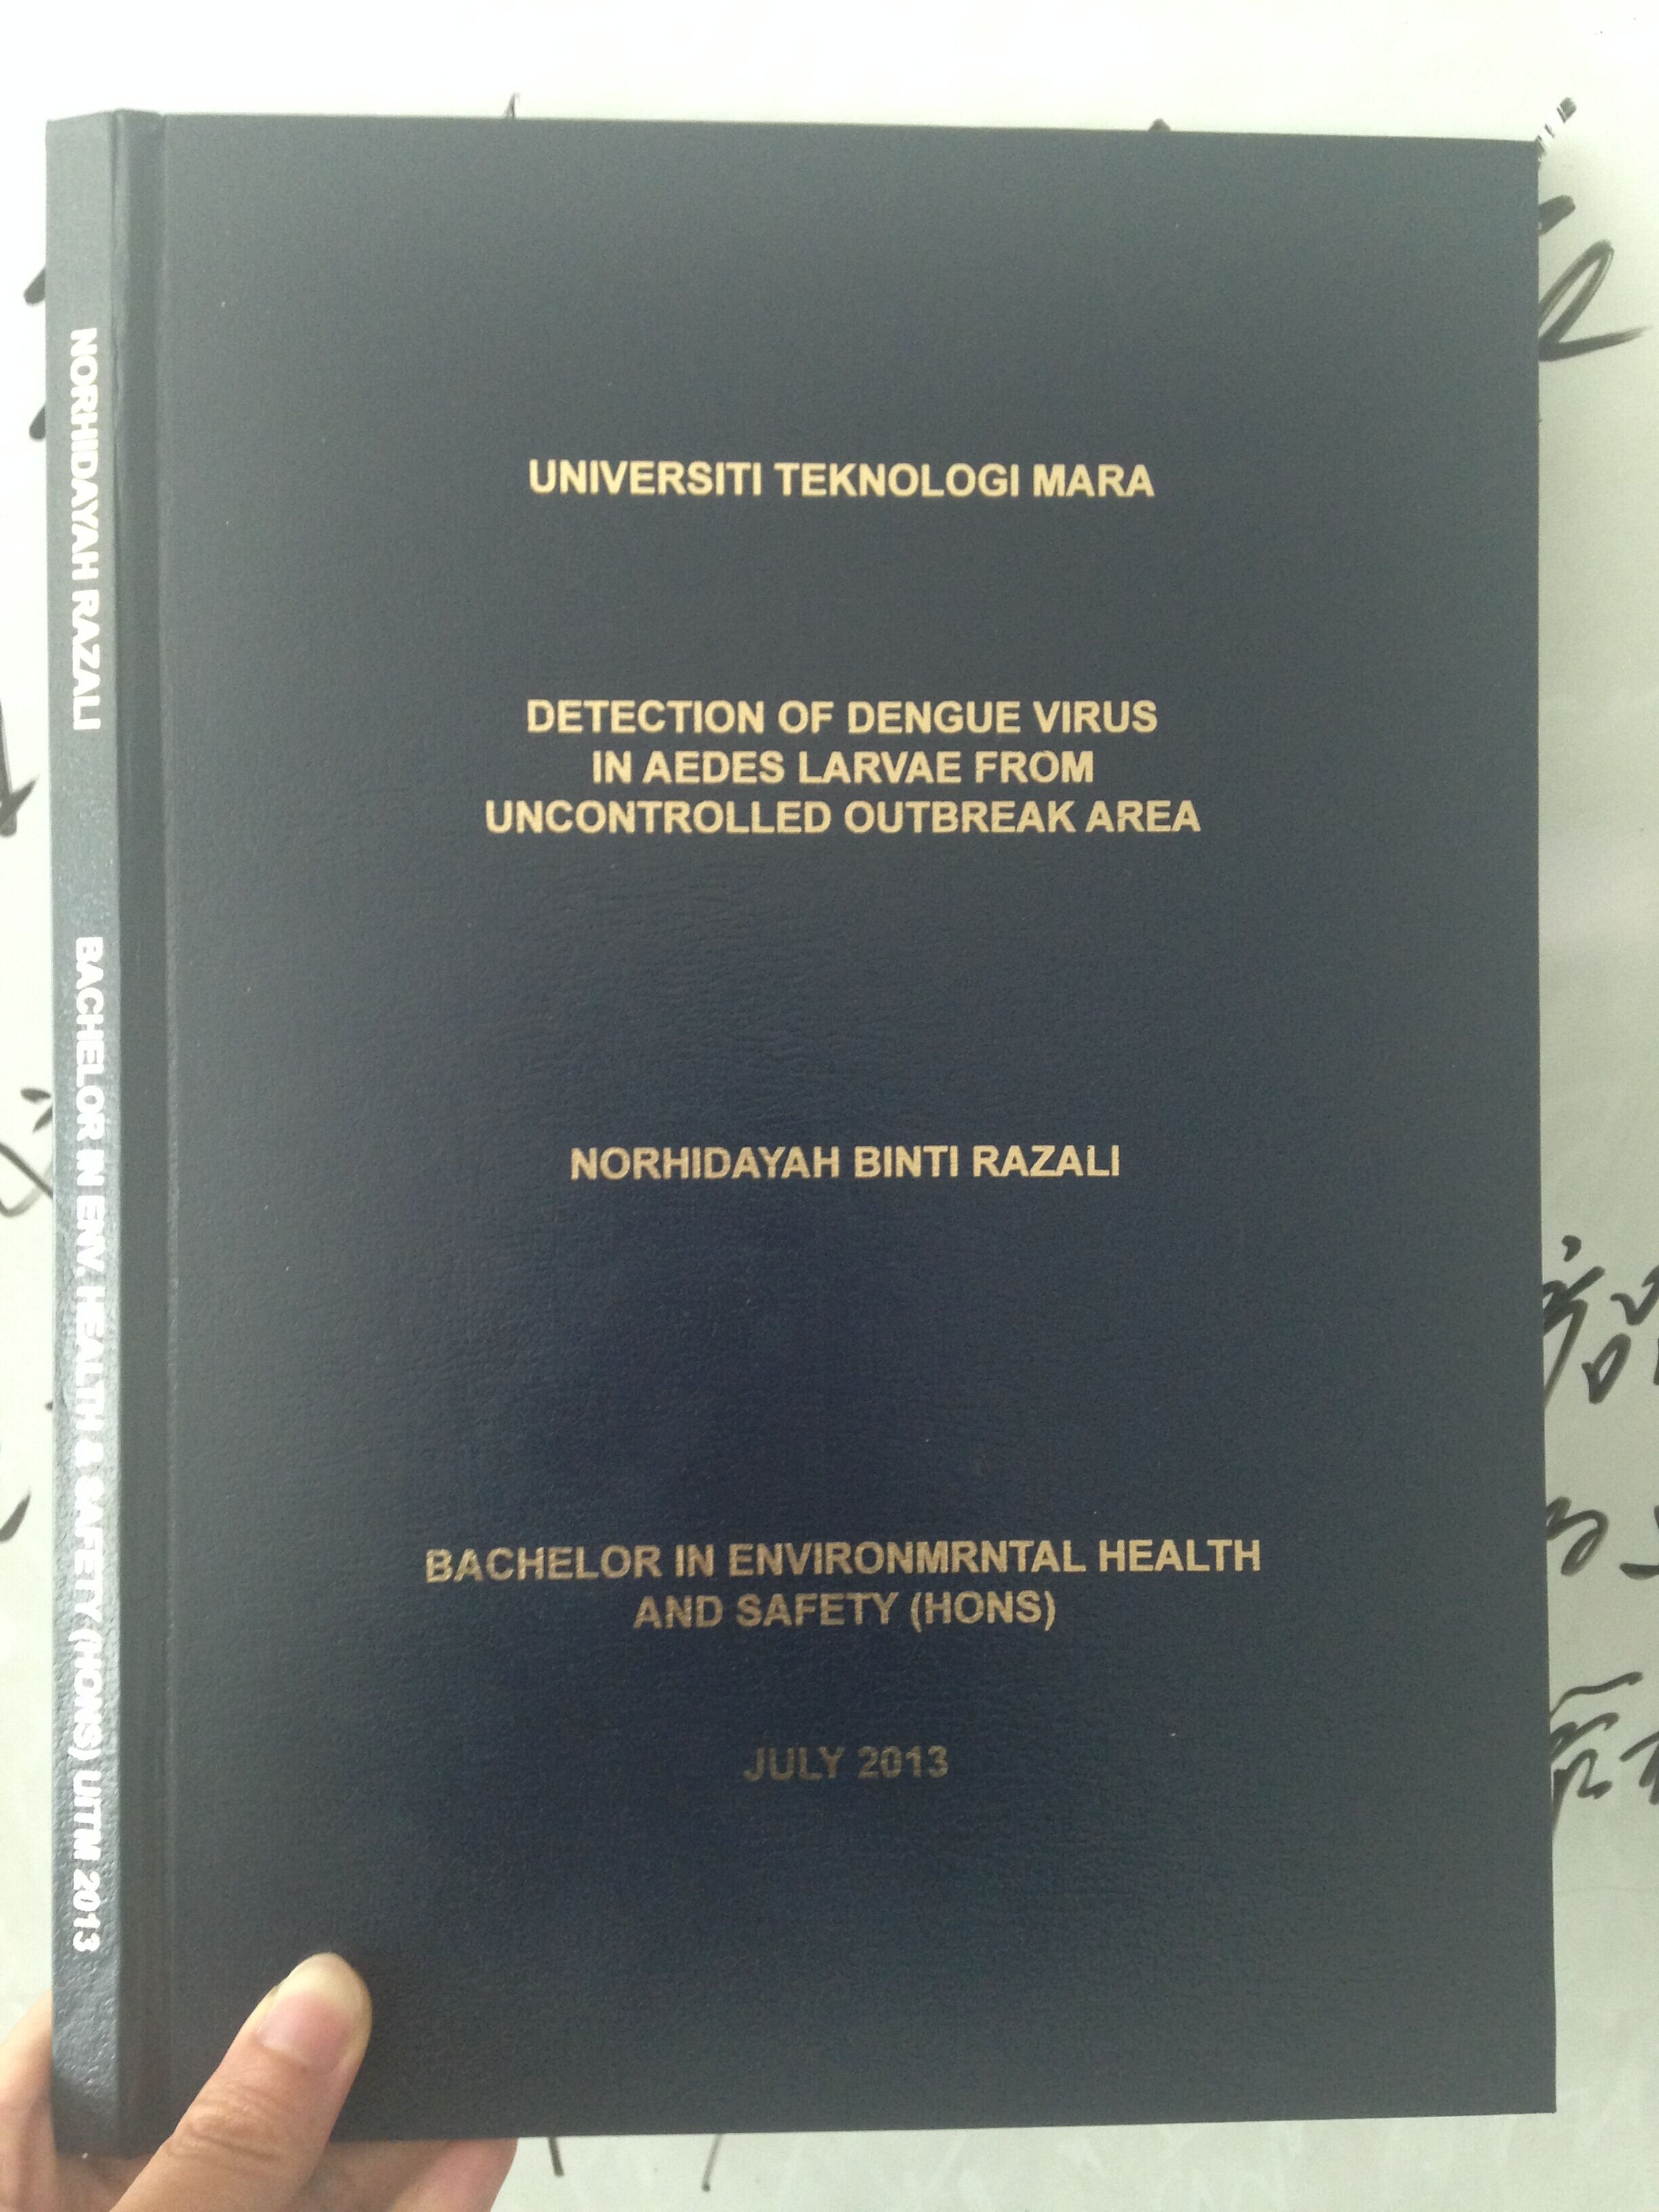 UNIVERSITI TEKNOLOGI MARA
DETECTION OF DENGUE VIRUS
IN AEDES LARVAE FROM
UNCONTROLLED OUTBREAK AREA
NORHIDAYAH BINTI RAZALI
BACHELOR IN ENVIRONMRNTAL HEALTH
AND SAFETY (HONS)
JULY 2013
NORHIDAYAH RAZALI BACHELOR IN ENV. HEALTH & SAFETY (HONS) UITM 2013